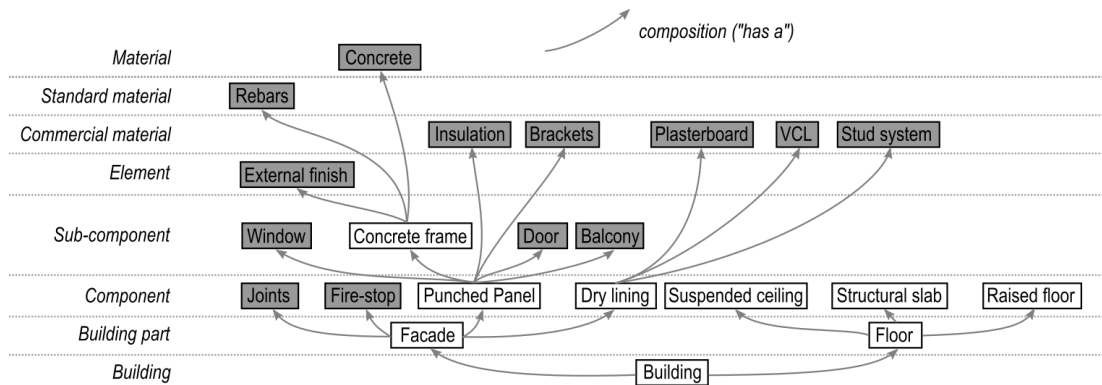 composition ("has a")
Material Concrete
Standard material Rebars
Commercial material Insulation Brackets Plasterboard VCL Stud system
Element External finish
Sub-component Window Concrete frame Door Balcony
Component Joints Fire-stop Punched Panel Dry lining Suspended ceiling Structural slab Raised floor
Building part Facade Floor
Building Building